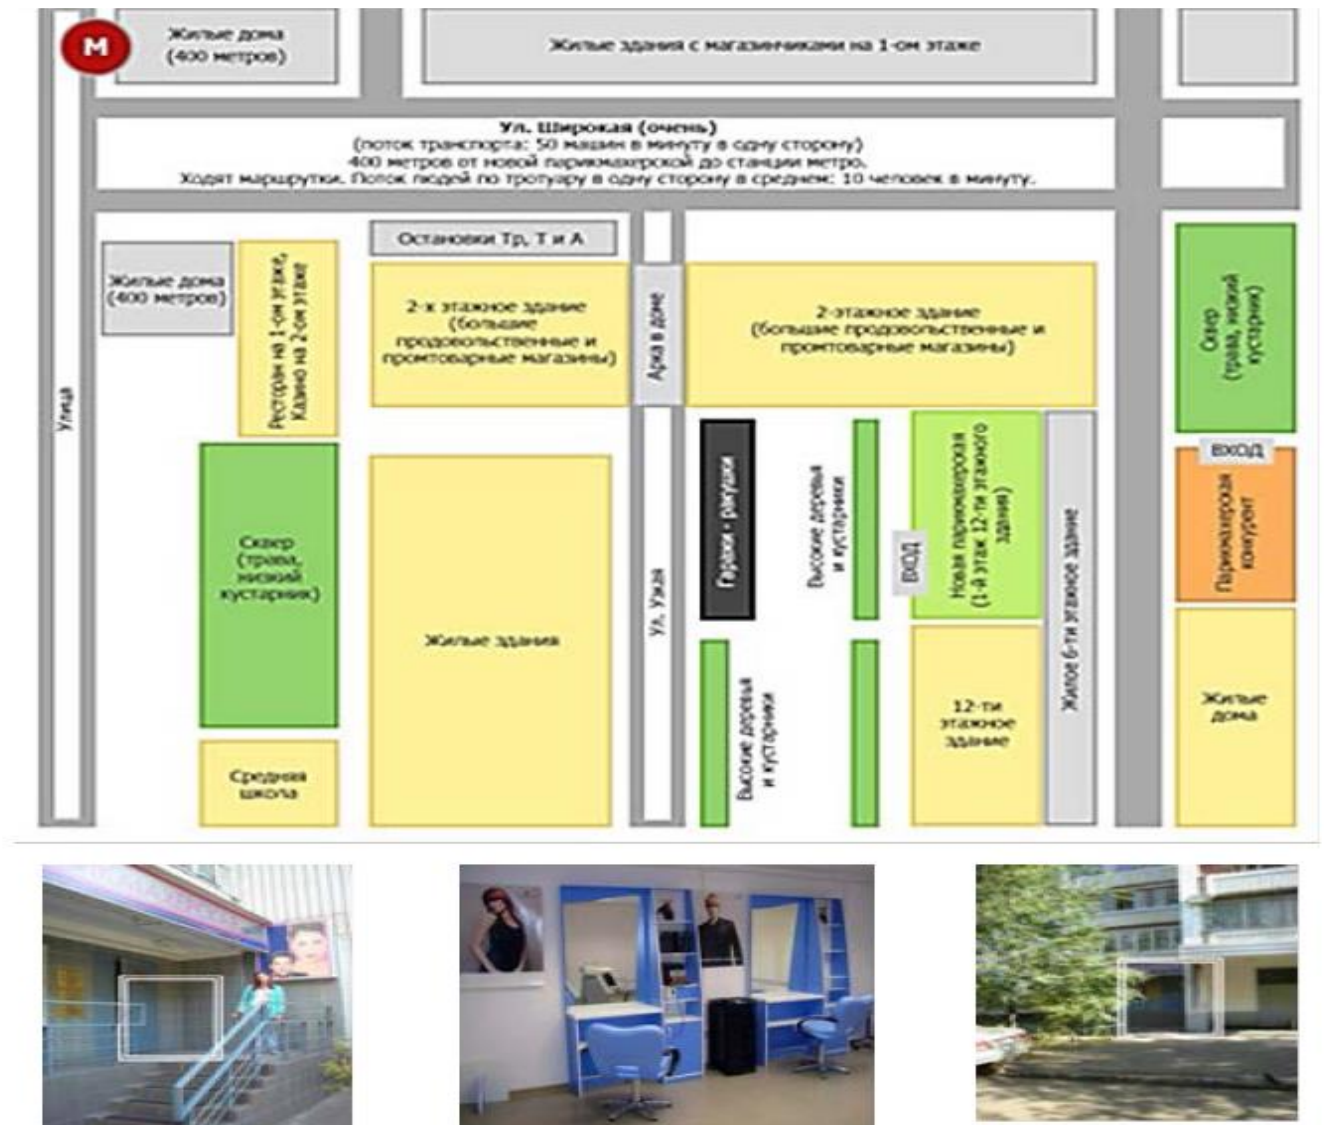 М
Жилые дома
(400 метров)
Жилые здания с магазинчиками на 1-ом этаже
Ул. Широкая (очень)
(поток транспорта: 50 машин в минуту в одну сторону)
400 метров от новой парикмахерской до станции метро.
Ходят маршрутки. Поток людей по тротуару в одну сторону в среднем: 10 человек в минуту.
Улица
Жилые дома
(400 метров)
Ресторан на 1-ом этаже,
Казино на 2-ом этаже
Остановки Тр, Т и А
2-х этажное здание
(большие
продовольственные и
промтоварные магазины)
Арка в доме
2-этажное здание
(большие продовольственные и
промтоварные магазины)
Сквер
(трава, низкий
кустарник)
Сквер
(трава,
низкий
кустарник)
Жилые здания
Ул. Узкая
Гаражи - ракушки
Высокие деревья
и кустарники
ВХОД
Новая парикмахерская
(1-й этаж 12-ти этажного
здания)
Жилое 6-ти этажное здание
ВХОД
Парикмахерская
конкурент
Средняя
школа
Высокие деревья
и кустарники
12-ти
этажное
здание
Жилые
дома